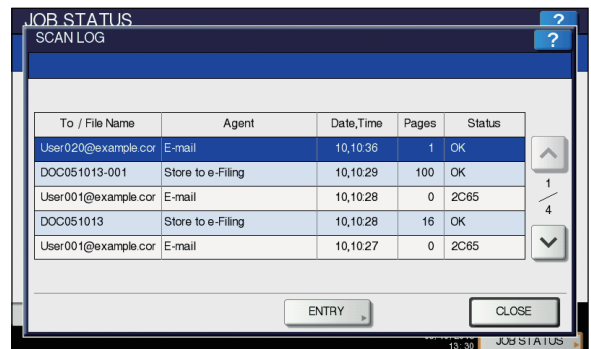 JOB STATUS ?
SCAN LOG ?
To / File Name Agent Date,Time Pages Status
User020@example.cor E-mail 10,10:36 1 OK
DOC051013-001 Store to e-Filing 10,10:29 100 OK
User001@example.cor E-mail 10,10:28 0 2C65
DOC051013 Store to e-Filing 10,10:28 16 OK
User001@example.cor E-mail 10,10:27 0 2C65
1
4
ENTRY CLOSE
13:30 JOB STATUS